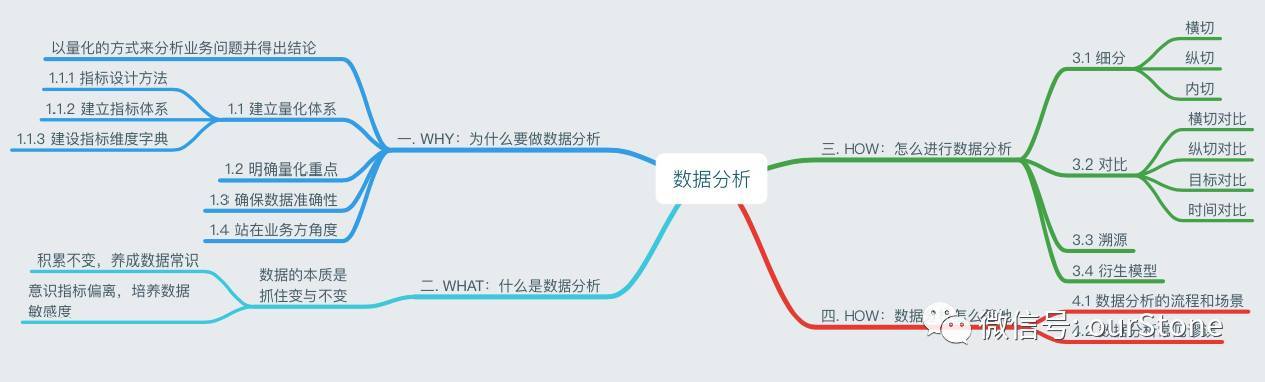 数据分析
一. WHY：为什么要做数据分析
以量化的方式来分析业务问题并得出结论
1.1 建立量化体系
1.1.1 指标设计方法
1.1.2 建立指标体系
1.1.3 建设指标维度字典
1.2 明确量化重点
1.3 确保数据准确性
1.4 站在业务方角度
二. WHAT：什么是数据分析
数据的本质是
抓住变与不变
积累不变，养成数据常识
意识指标偏离，培养数据
敏感度
三. HOW：怎么进行数据分析
3.1 细分
横切
纵切
内切
3.2 对比
横切对比
纵切对比
目标对比
时间对比
3.3 溯源
3.4 衍生模型
四. HOW：数据
4.1 数据分析的流程和场景
微信号: ourStone